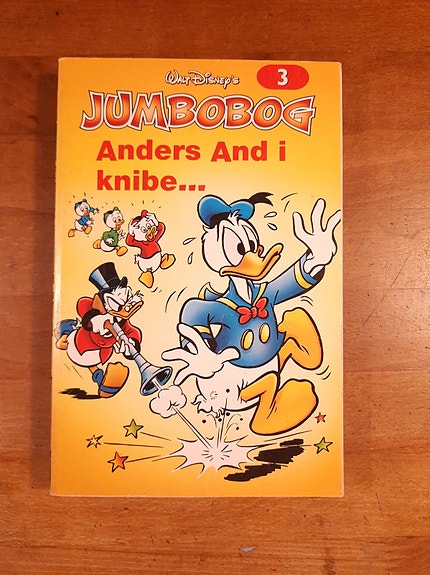 Walt Disney's
3
JUMBOBOG
Anders And i
knibe...